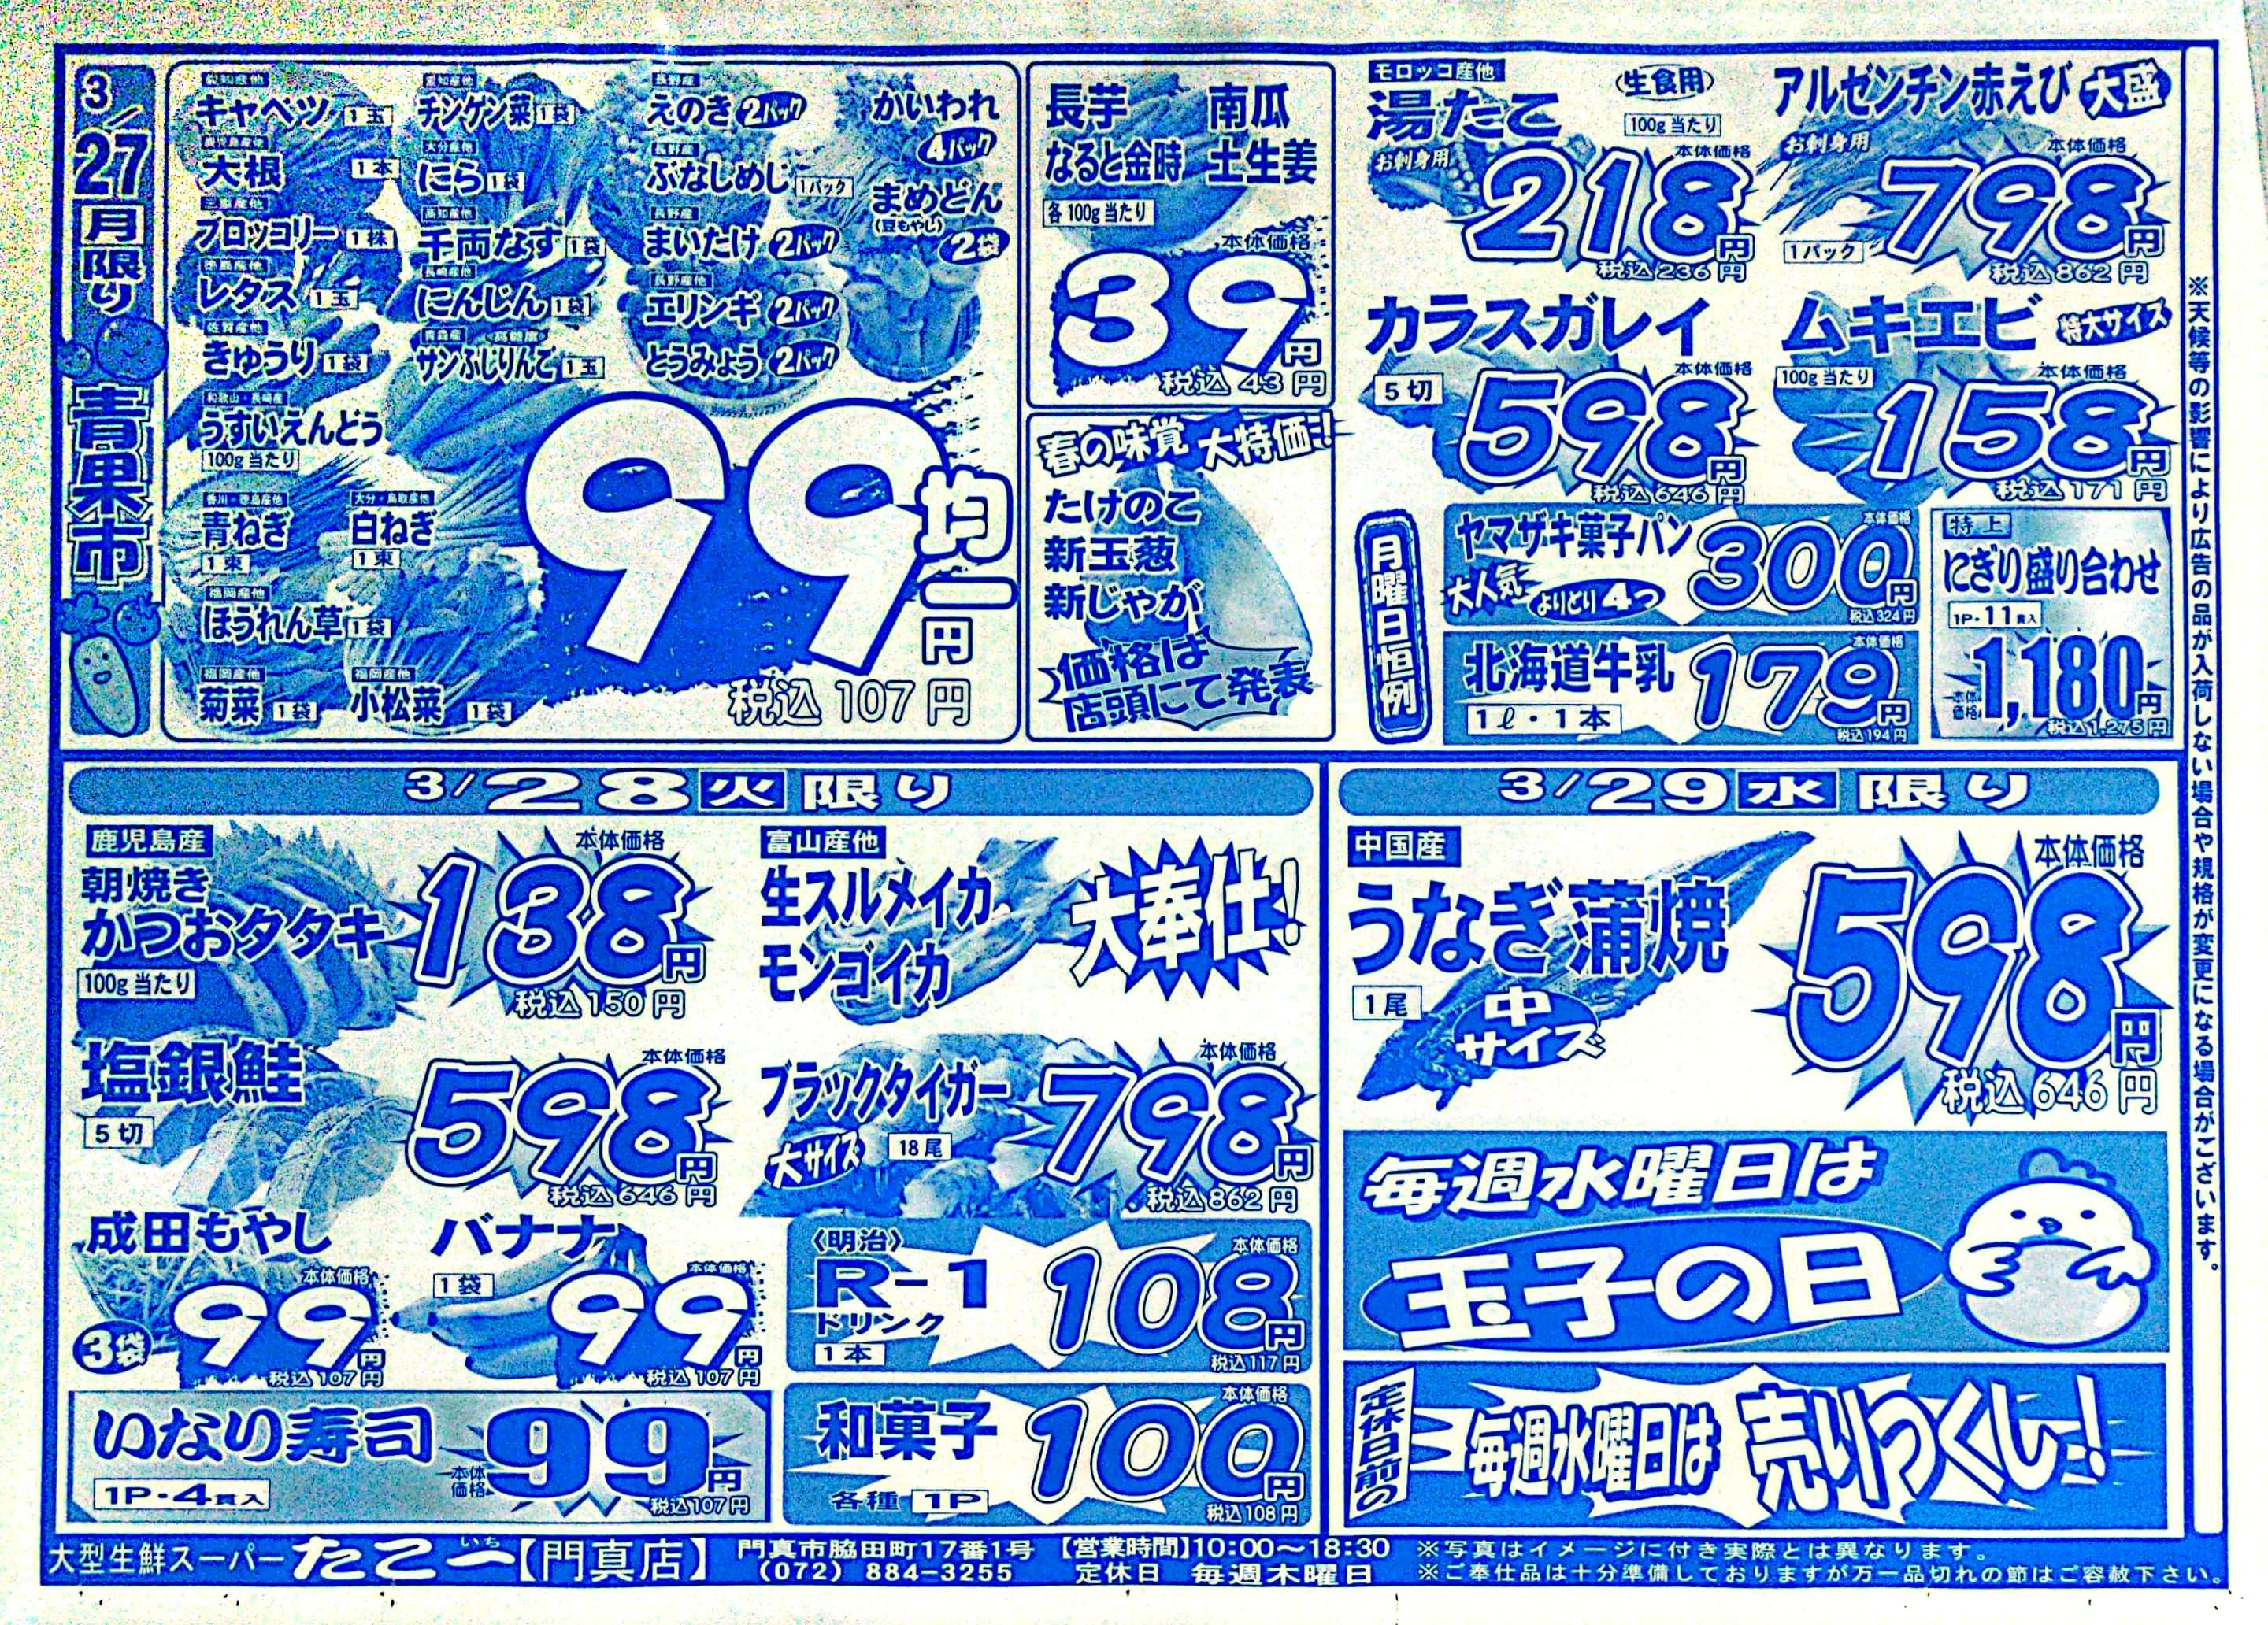 3/27月限り
青果市
愛知産他
キャベツ 1玉
鹿児島産他
大根 1本
三重産他
ブロッコリー 1株
徳島産他
レタス 1玉
佐賀産他
きゅうり 1袋
和歌山・長崎産
うすいえんどう
100g当たり
香川・徳島産他
青ねぎ
1束
大分・鳥取産他
白ねぎ
1束
福岡産他
ほうれん草 1袋
福岡産他
菊菜 1袋
福岡産他
小松菜 1袋
愛知産他
チンゲン菜 1袋
大分産他
にら 1袋
高知産他
千両なす 1袋
長崎産他
にんじん 1袋
青森産 高糖度
サンふじりんご 1玉
長野産
えのき 2パック
長野産
ぶなしめじ 1パック
長野産
まいたけ 2パック
長野産他
エリンギ 2パック
とうみょう 2パック
かいわれ
4パック
まめどん
(豆もやし)
2袋
99均一円
税込107円
長芋 南瓜
なると金時 土生姜
各100g当たり
本体価格
39円
税込43円
春の味覚 大特価!!
たけのこ
新玉葱
新じゃが
価格は
店頭にて発表
モロッコ産他
湯たこ (生食用)
お刺身用
100g当たり
本体価格
218円
税込236円
アルゼンチン赤えび 大盛
お刺身用
本体価格
1パック
798円
税込862円
カラスガレイ
5切
本体価格
598円
税込646円
ムキエビ 特大サイズ
100g当たり
本体価格
158円
税込171円
月曜日恒例
ヤマザキ菓子パン
大人気 よりどり4つ
本体価格
300円
税込324円
北海道牛乳
1ℓ・1本
本体価格
179円
税込194円
特上
にぎり盛り合わせ
1P・11貫入
本体価格
1,180円
税込1,275円
※天候等の影響により広告の品が入荷しない場合や規格が変更になる場合がございます。
3/28火限り
鹿児島産
朝焼き
かつおタタキ
100g当たり
本体価格
138円
税込150円
富山産他
生スルメイカ
モンゴイカ
大奉仕!
塩銀鮭
5切
本体価格
598円
税込646円
ブラックタイガー
大サイズ 18尾
本体価格
798円
税込862円
成田もやし
3袋
本体価格
99円
税込107円
バナナ
1袋
本体価格
99円
税込107円
〈明治〉
R-1
ドリンク
1本
本体価格
108円
税込117円
いなり寿司
1P・4貫入
本体価格
99円
税込107円
和菓子
各種 1P
本体価格
100円
税込108円
3/29水限り
中国産
うなぎ蒲焼
1尾
中サイズ
本体価格
598円
税込646円
毎週水曜日は
玉子の日
定休日前の
毎週水曜日は売りつくし!
大型生鮮スーパー たこ一【門真店】
いち
門真市脇田町17番1号
(072) 884-3255
【営業時間】10:00〜18:30
定休日 毎週木曜日
※写真はイメージに付き実際とは異なります。
※ご奉仕品は十分準備しておりますが万一品切れの節はご容赦下さい。